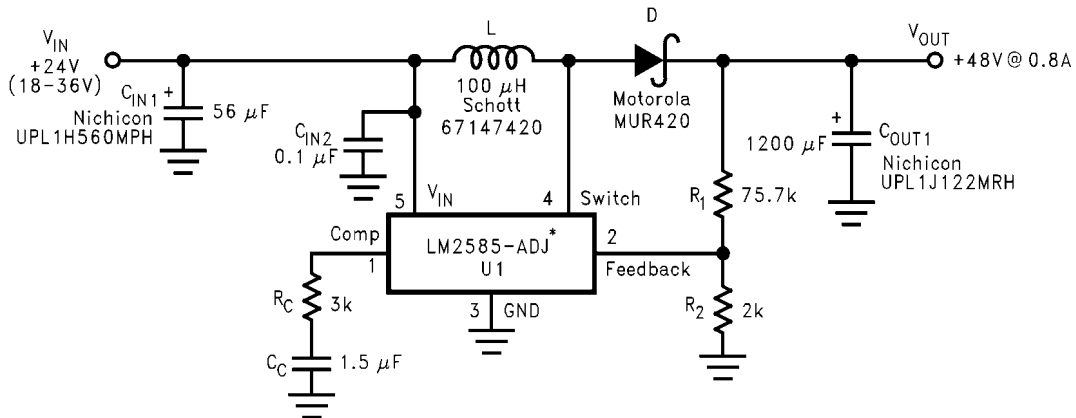 V_IN
+24V
(18-36V)
C_IN1 +
Nichicon
UPL1H560MPH
56 μF
L
100 μH
Schott
67147420
D
Motorola
MUR420
V_OUT
+48V @ 0.8A
C_IN2
0.1 μF
+
1200 μF
C_OUT1
Nichicon
UPL1J122MRH
R_1
75.7k
5
V_IN
4
Switch
Comp
1
LM2585-ADJ*
U1
2
Feedback
3
GND
R_C
3k
R_2
2k
C_C
1.5 μF